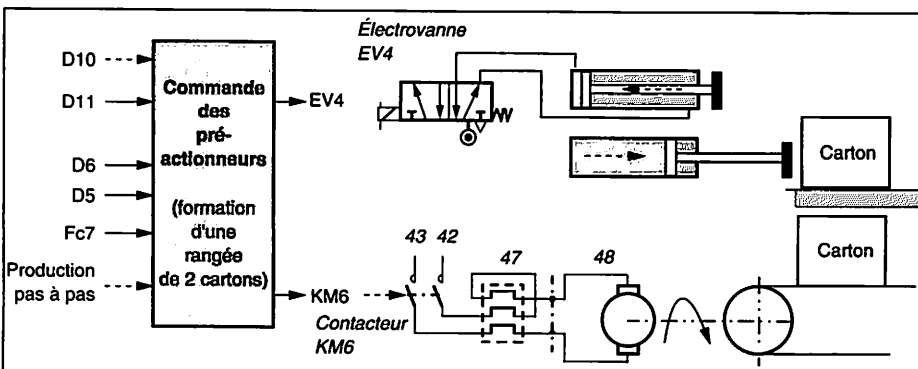 D10
D11
D6
D5
Fc7
Production
pas à pas
Commande
des
pré-
actionneurs
(formation
d'une
rangée
de 2 cartons)
EV4
KM6
Électrovanne
EV4
Carton
Carton
43 42 47 48
Contacteur
KM6